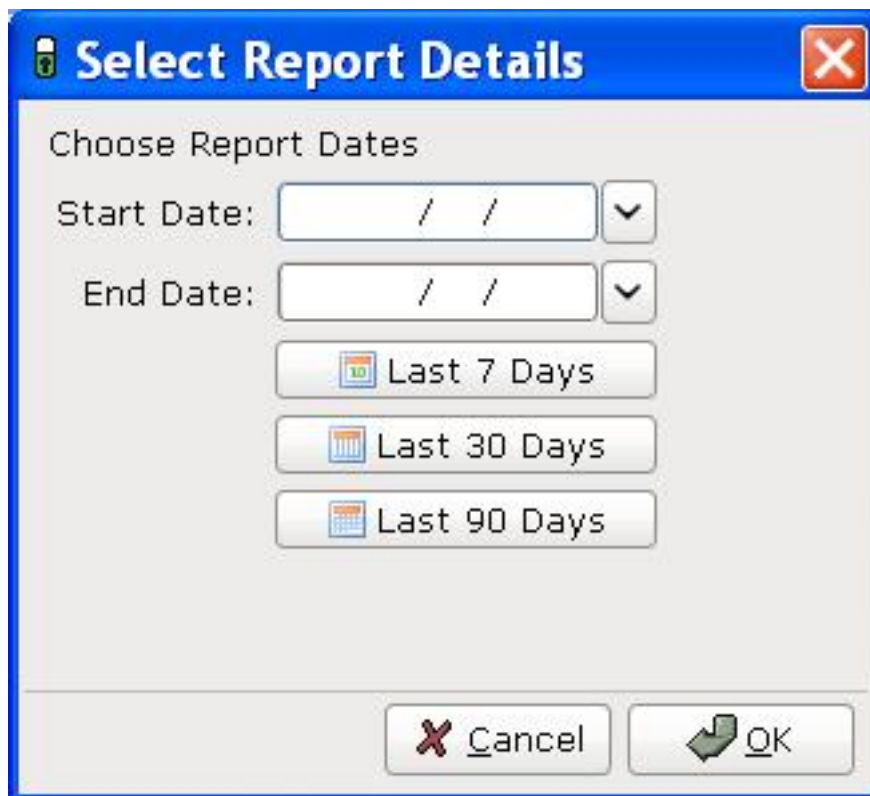 Select Report Details
Choose Report Dates
Start Date: / /
End Date: / /
Last 7 Days
Last 30 Days
Last 90 Days
Cancel OK